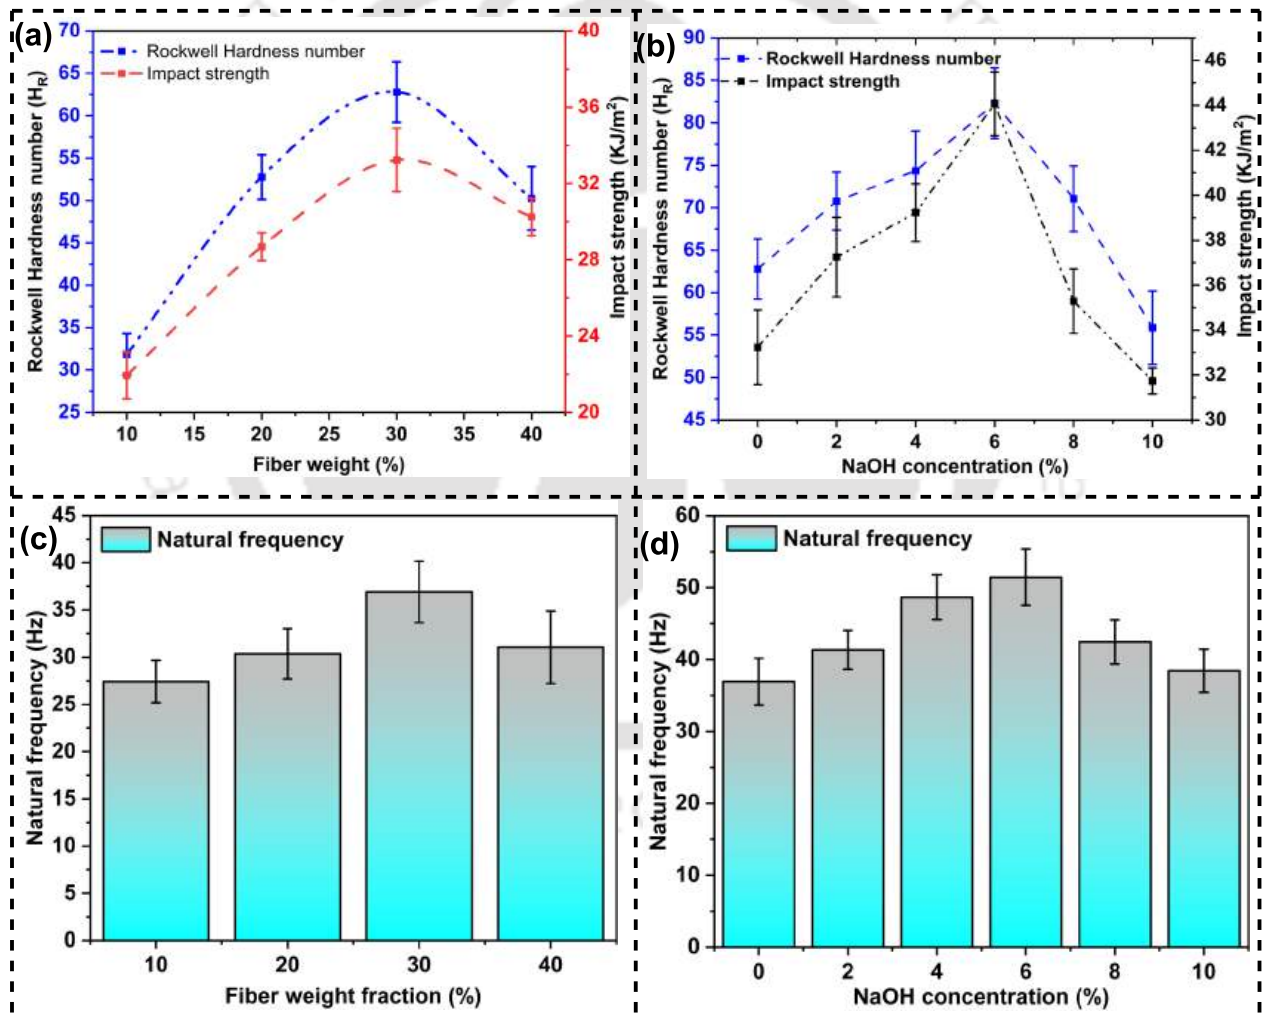 (a)
Rockwell Hardness number
Impact strength
Rockwell Hardness number (HR)
70
65
60
55
50
45
40
35
30
25
40
36
32
28
24
20
Impact strength (KJ/m2)
10 15 20 25 30 35 40
Fiber weight (%)
(b)
Rockwell Hardness number
Impact strength
Rockwell Hardness number (HR)
90
85
80
75
70
65
60
55
50
45
46
44
42
40
38
36
34
32
30
Impact strength (KJ/m2)
0 2 4 6 8 10
NaOH concentration (%)
(c)
Natural frequency
Natural frequency (Hz)
45
40
35
30
25
20
15
10
5
0
10 20 30 40
Fiber weight fraction (%)
(d)
Natural frequency
Natural frequency (Hz)
60
50
40
30
20
10
0
0 2 4 6 8 10
NaOH concentration (%)